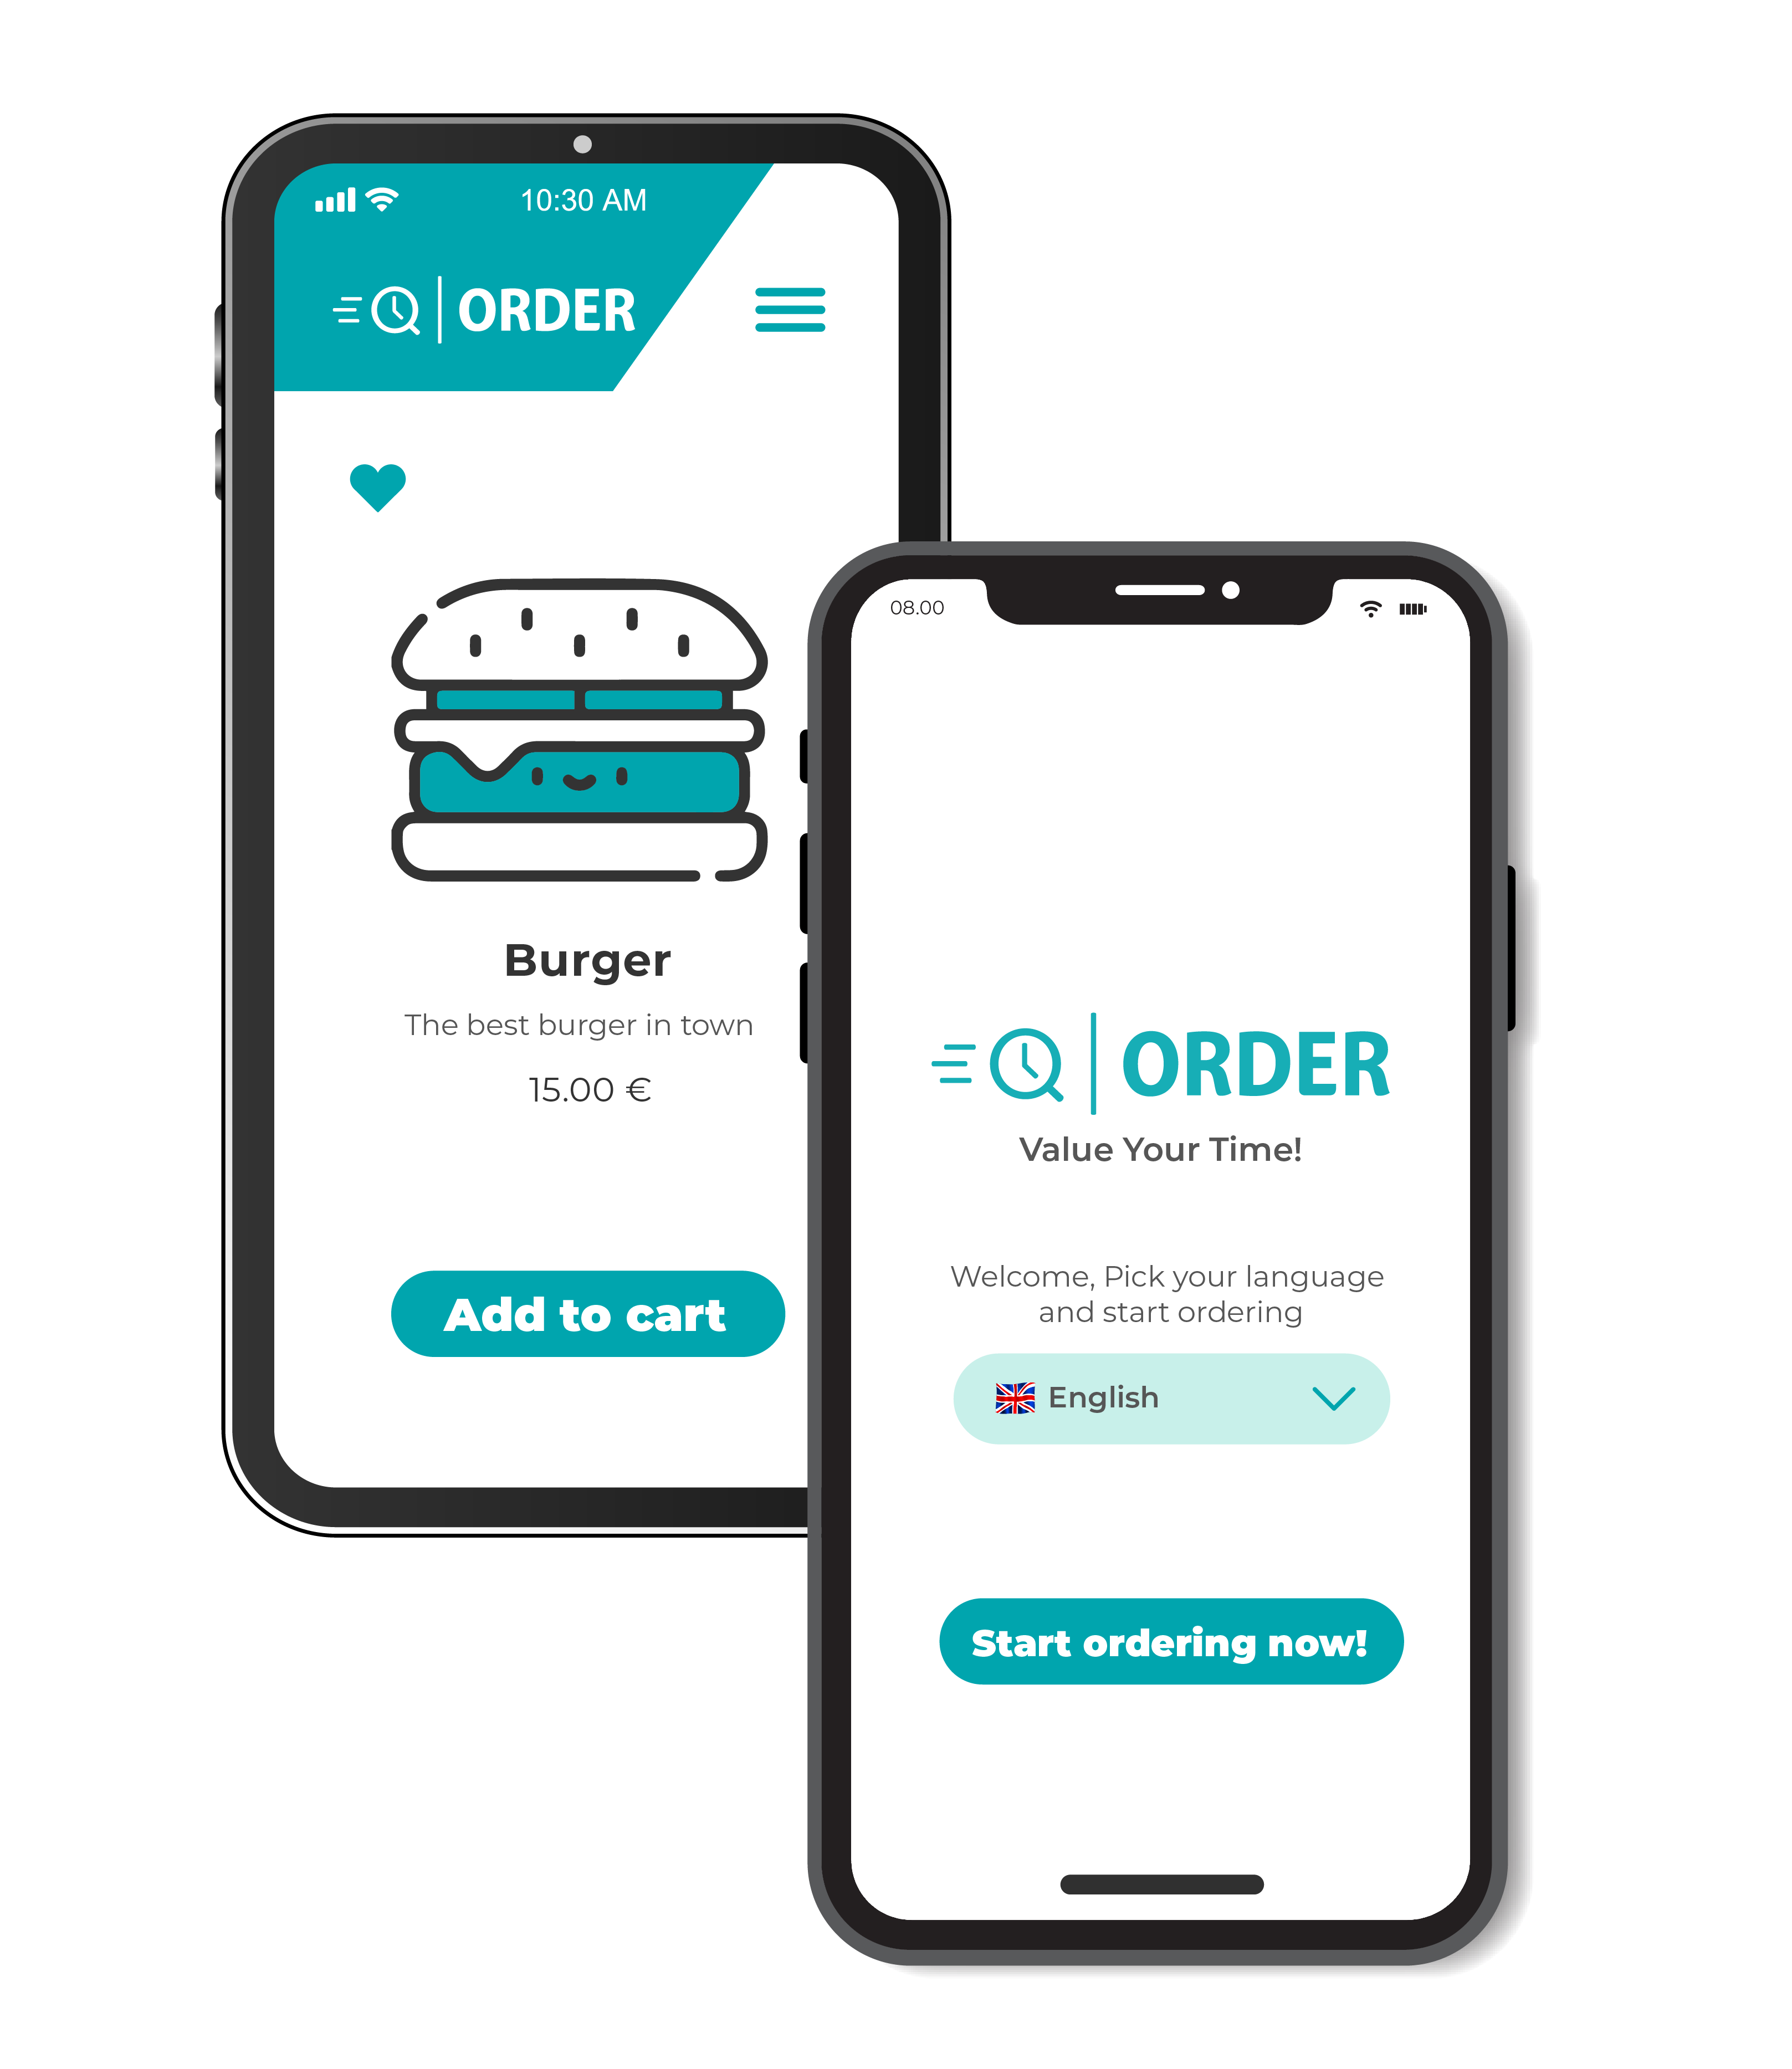 10:30 AM
ORDER
Burger
The best burger in town
15.00 €
Add to cart
08.00
ORDER
Value Your Time!
Welcome, Pick your language
and start ordering
English
Start ordering now!